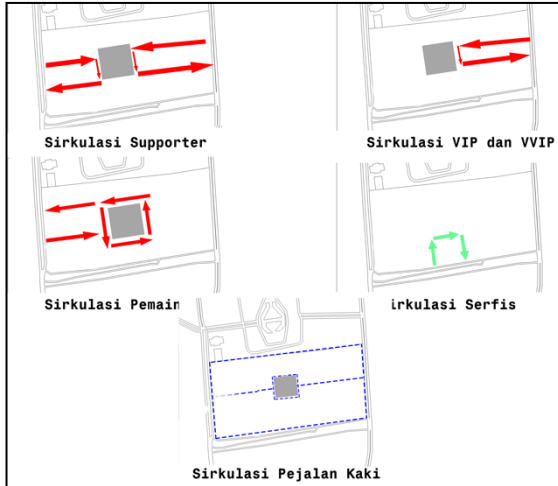 Sirkulasi Supporter
Sirkulasi VIP dan VVIP
Sirkulasi Pemain
irkulasi Serfis
Sirkulasi Pejalan Kaki